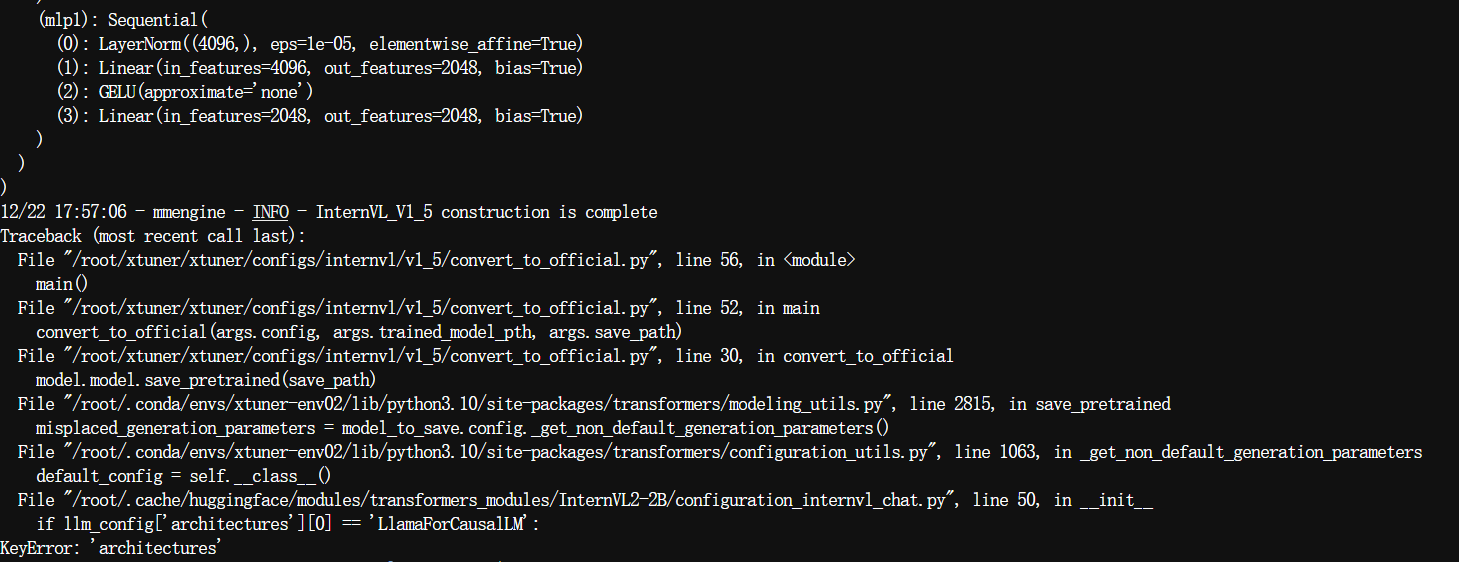 (mlp1): Sequential(
(0): LayerNorm((4096,), eps=1e-05, elementwise_affine=True)
(1): Linear(in_features=4096, out_features=2048, bias=True)
(2): GELU(approximate='none')
(3): Linear(in_features=2048, out_features=2048, bias=True)
)
)
)
12/22 17:57:06 - mmengine - INFO - InternVL_V1_5 construction is complete
Traceback (most recent call last):
File "/root/xtuner/xtuner/configs/internvl/v1_5/convert_to_official.py", line 56, in <module>
main()
File "/root/xtuner/xtuner/configs/internvl/v1_5/convert_to_official.py", line 52, in main
convert_to_official(args.config, args.trained_model_pth, args.save_path)
File "/root/xtuner/xtuner/configs/internvl/v1_5/convert_to_official.py", line 30, in convert_to_official
model.model.save_pretrained(save_path)
File "/root/.conda/envs/xtuner-env02/lib/python3.10/site-packages/transformers/modeling_utils.py", line 2815, in save_pretrained
misplaced_generation_parameters = model_to_save.config._get_non_default_generation_parameters()
File "/root/.conda/envs/xtuner-env02/lib/python3.10/site-packages/transformers/configuration_utils.py", line 1063, in _get_non_default_generation_parameters
default_config = self.__class__()
File "/root/.cache/huggingface/modules/transformers_modules/InternVL2-2B/configuration_internvl_chat.py", line 50, in __init__
if llm_config['architectures'][0] == 'LlamaForCausalLM':
KeyError: 'architectures'